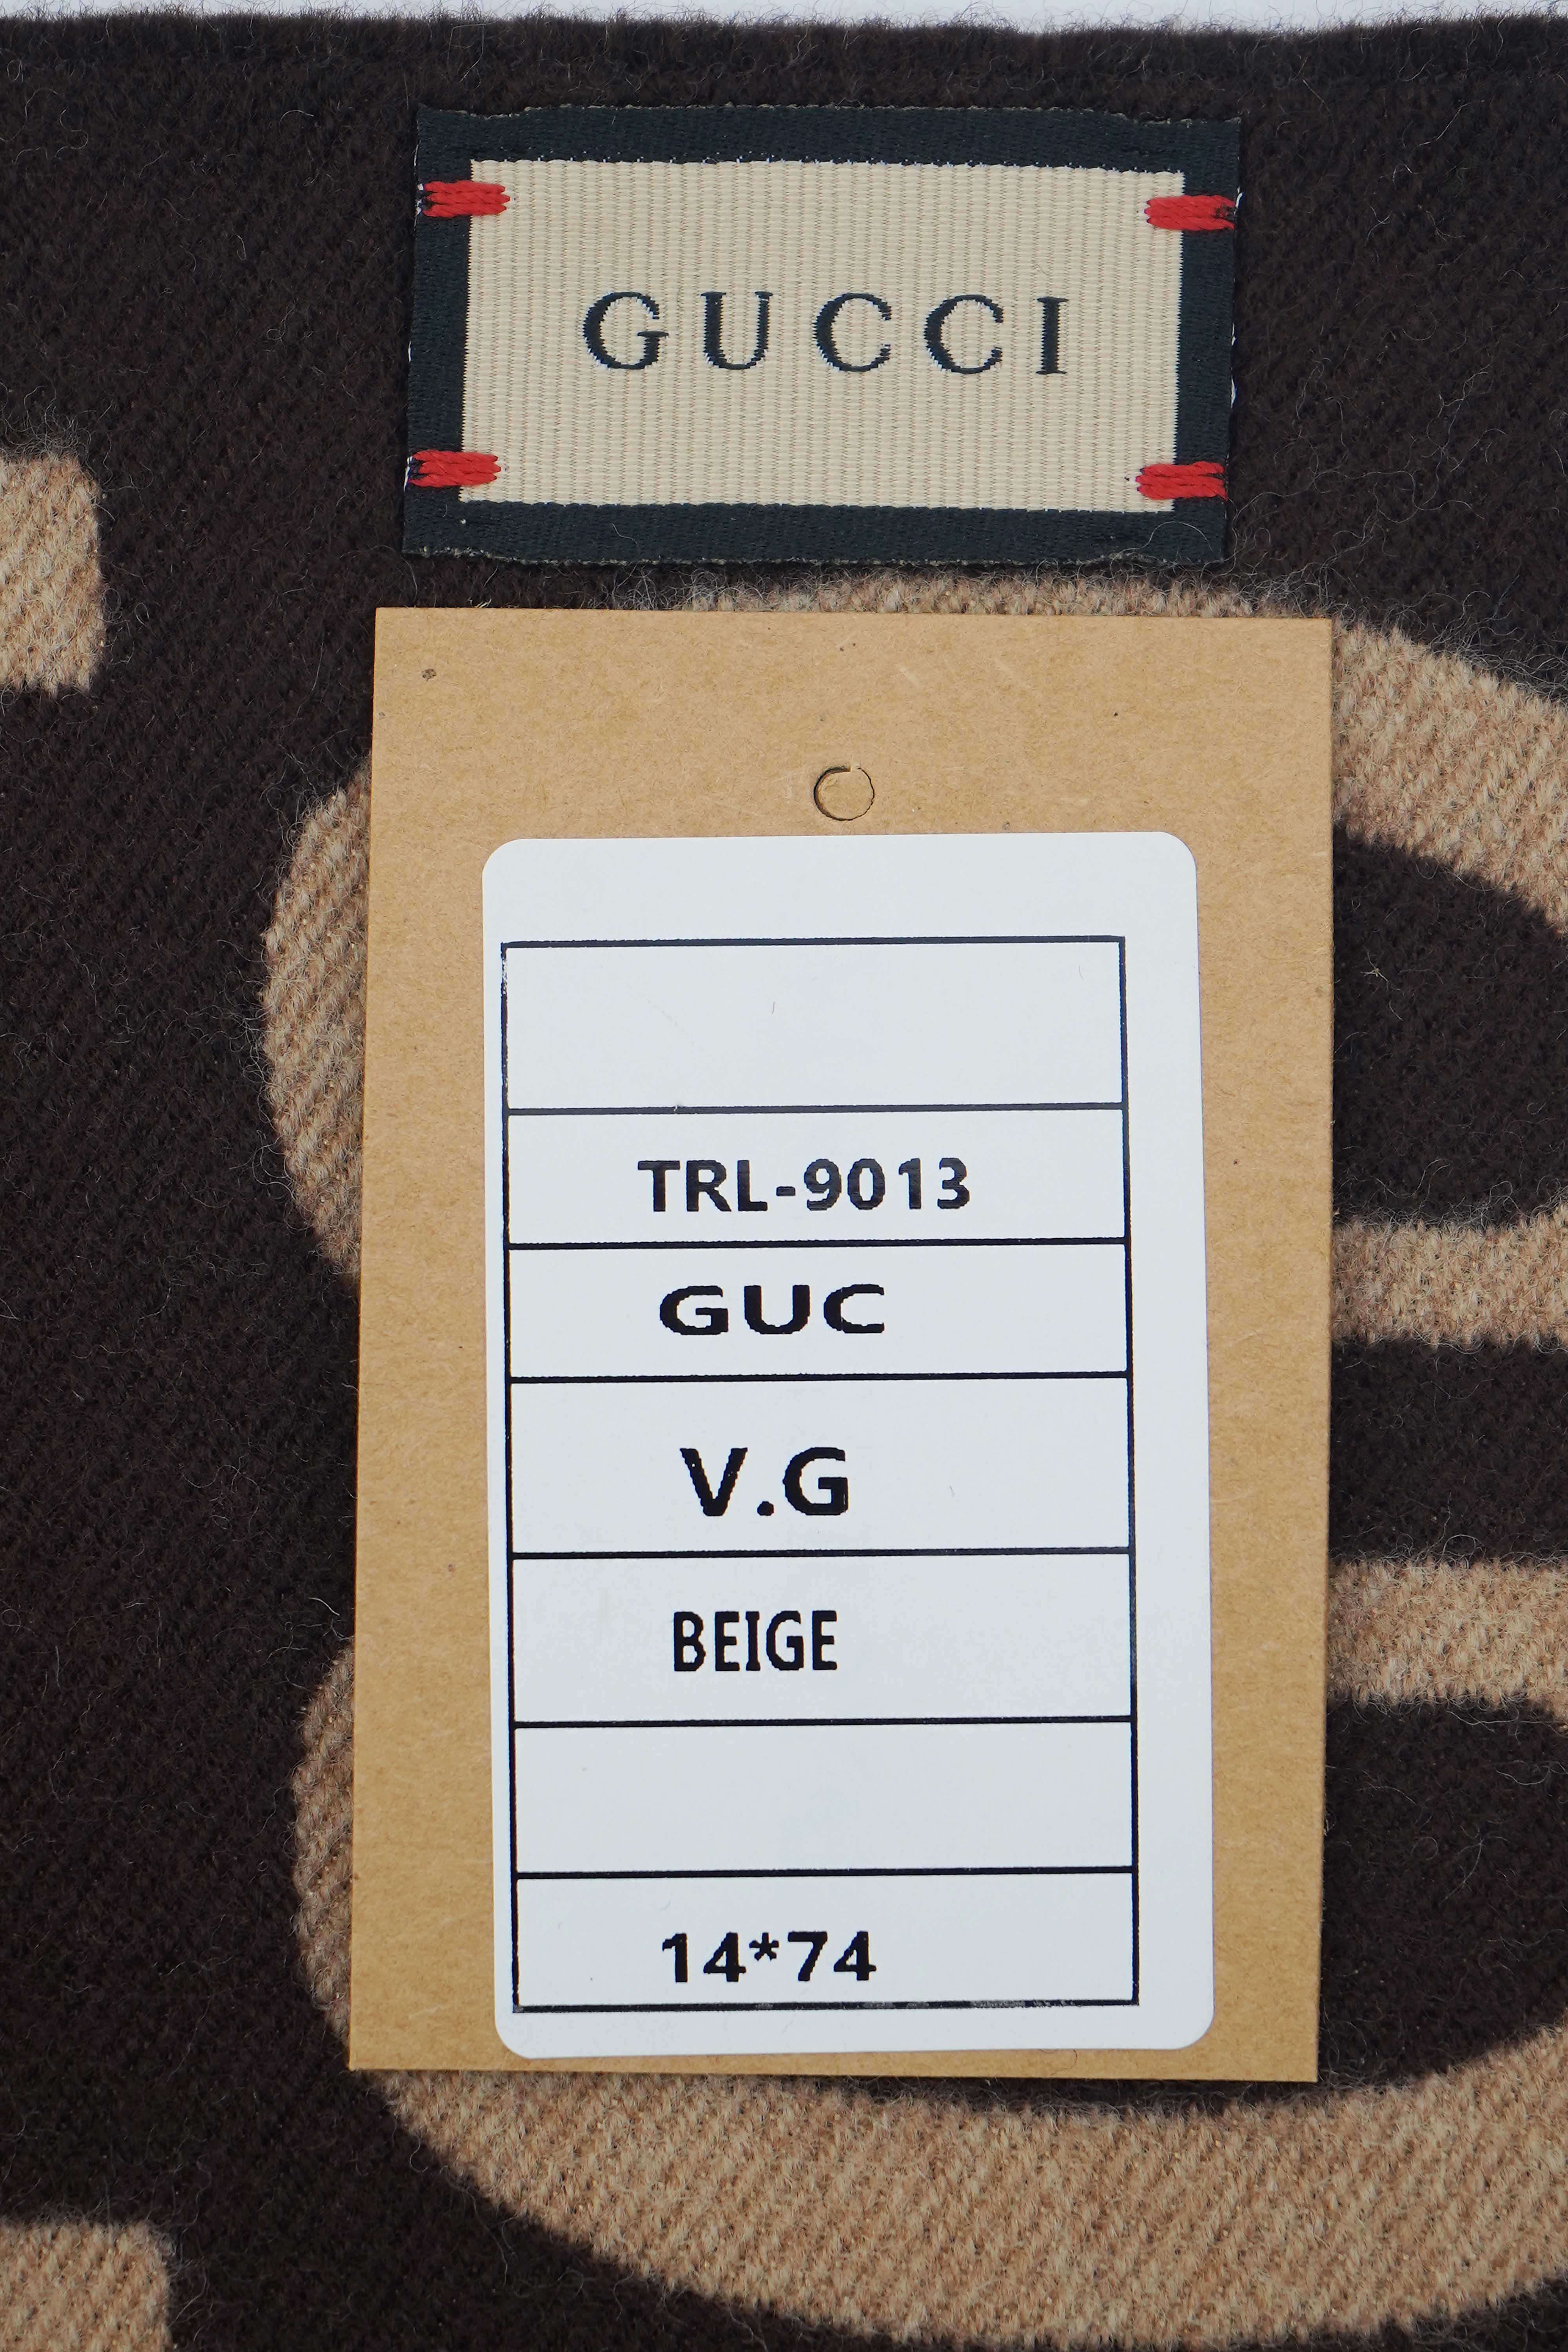 GUCCI
TRL-9013
GUC
V.G
BEIGE
14*74